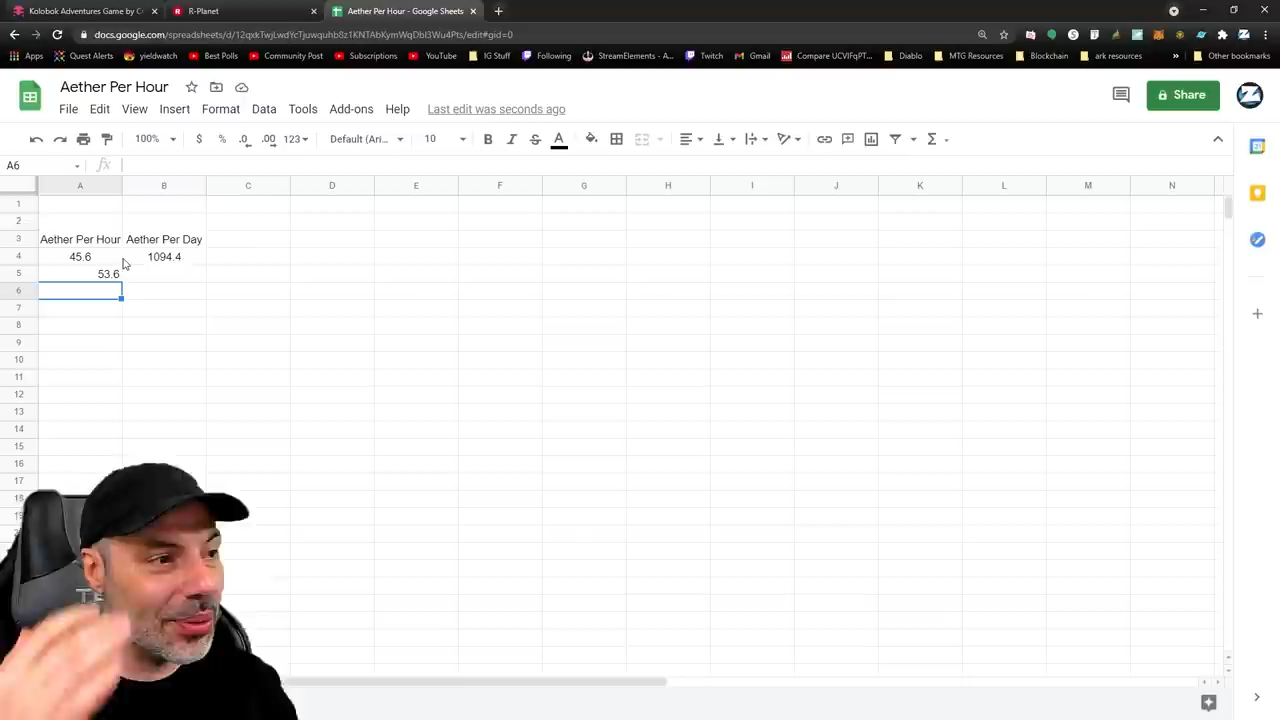 Kolobok Adventures Game by C
R-Planet
Aether Per Hour - Google Sheets
docs.google.com/spreadsheets/d/12qxkTwjLwdYcTjuwquhb8z1KNTAbKymWqDbI3Wu4Pts/edit#gid=0
Apps
Quest Alerts
yieldwatch
Best Polls
Community Post
Subscriptions
YouTube
IG Stuff
Following
StreamElements - A...
Twitch
Gmail
Compare UCVIFqPT...
Diablo
MTG Resources
Blockchain
ark resources
Other bookmarks
Aether Per Hour
File Edit View Insert Format Data Tools Add-ons Help Last edit was seconds ago
Share
100% $ % .0 .00 123 Default (Ari... 10 B I S A
A6 fx
A B C D E F G H I J K L M N
1
2
3 Aether Per Hour Aether Per Day
4 45.6 1094.4
5 53.6
6
7
8
9
10
11
12
13
14
15
16
17
18